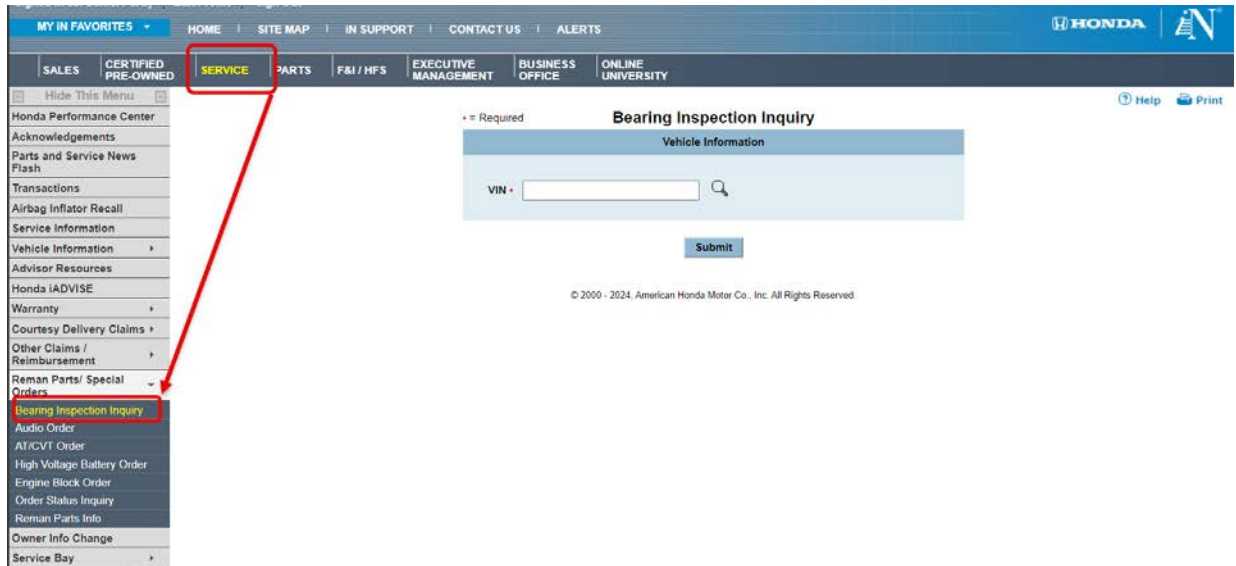 MY iN FAVORITES
HOME
SITE MAP
IN SUPPORT
CONTACT US
ALERTS
HONDA
iN
SALES
CERTIFIED
PRE-OWNED
SERVICE
PARTS
F&I / HFS
EXECUTIVE
MANAGEMENT
BUSINESS
OFFICE
ONLINE
UNIVERSITY
Hide This Menu
Help
Print
Honda Performance Center
Acknowledgements
Parts and Service News
Flash
Transactions
Airbag Inflator Recall
Service Information
Vehicle Information
Advisor Resources
Honda iADVISE
Warranty
Courtesy Delivery Claims
Other Claims /
Reimbursement
Reman Parts/ Special
Orders
Bearing Inspection Inquiry
Audio Order
AT/CVT Order
High Voltage Battery Order
Engine Block Order
Order Status Inquiry
Reman Parts Info
Owner Info Change
Service Bay
• = Required
Bearing Inspection Inquiry
Vehicle Information
VIN •
Submit
© 2000 - 2024, American Honda Motor Co., Inc. All Rights Reserved.